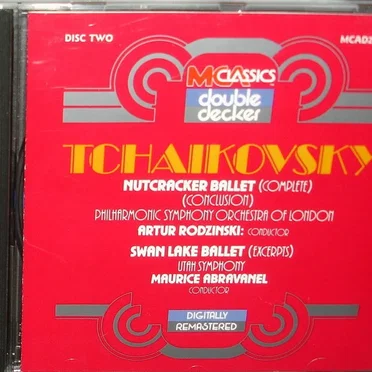 DISC TWO MCAD2
MCA CLASSICS
double
decker
TCHAIKOVSKY
NUTCRACKER BALLET (COMPLETE)
(CONCLUSION)
PHILHARMONIC SYMPHONY ORCHESTRA OF LONDON
ARTUR RODZINSKI: CONDUCTOR
SWAN LAKE BALLET (EXCERPTS)
UTAH SYMPHONY
MAURICE ABRAVANEL
CONDUCTOR
DIGITALLY
REMASTERED